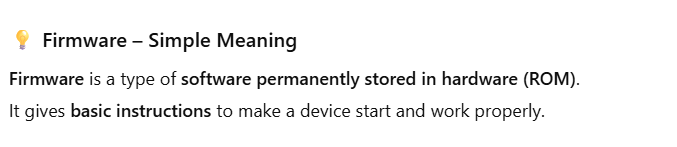 💡 Firmware – Simple Meaning
Firmware is a type of software permanently stored in hardware (ROM).
It gives basic instructions to make a device start and work properly.